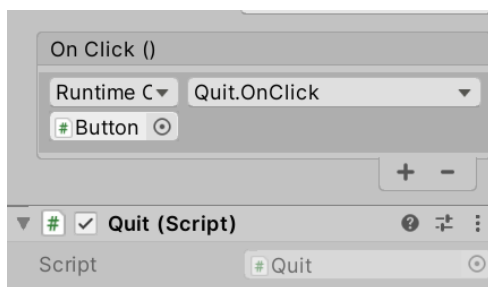 On Click ()
Runtime Quit.OnClick
# Button
+ -
# Quit (Script)
Script # Quit